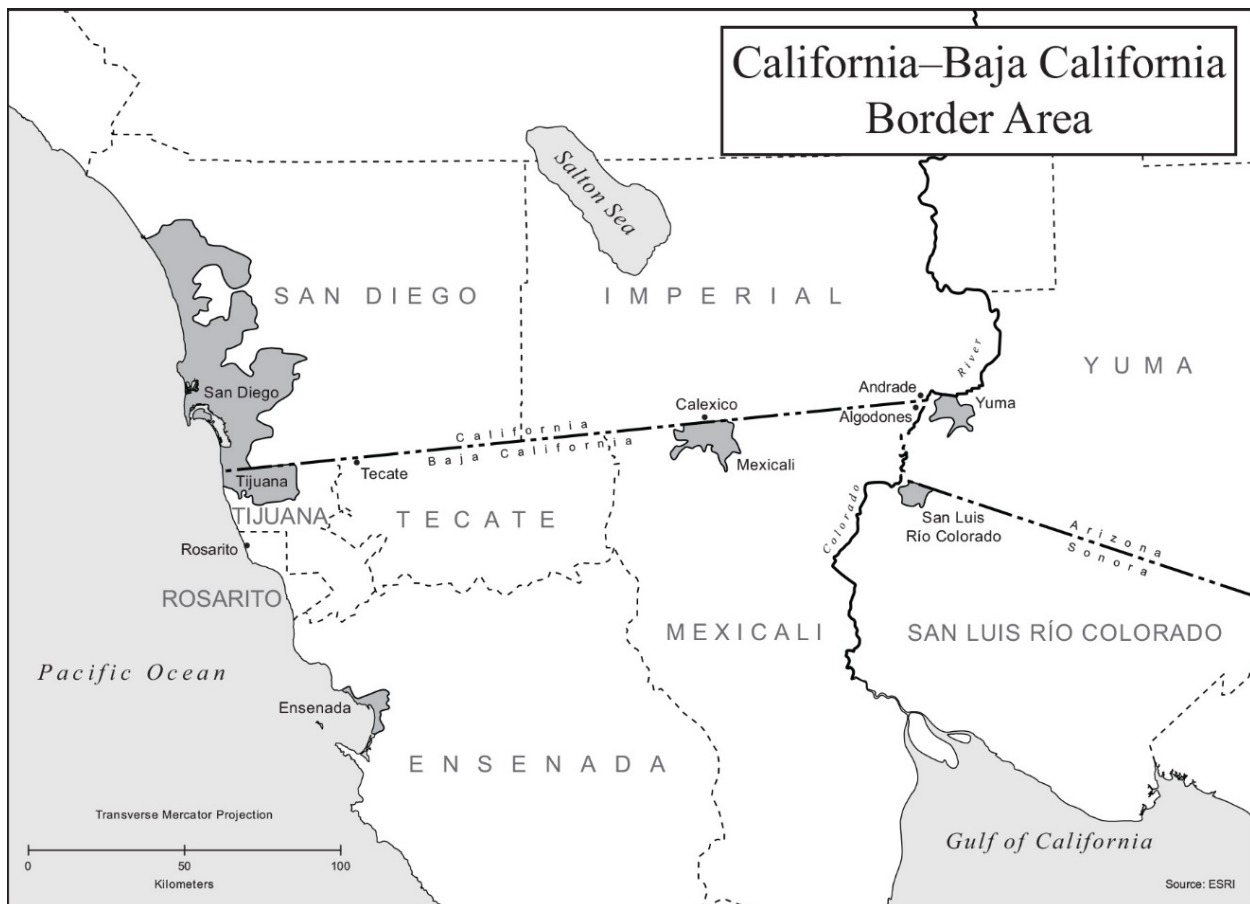 California–Baja California
Border Area
Salton Sea
SAN DIEGO
IMPERIAL
YUMA
River
San Diego
Andrade
Algodones
Yuma
Calexico
California
Baja California
Mexicali
Tecate
Tijuana
TIJUANA
TECATE
Colorado
San Luis
Río Colorado
Arizona
Sonora
Rosarito
ROSARITO
MEXICALI
SAN LUIS RÍO COLORADO
Pacific Ocean
Ensenada
ENSENADA
Transverse Mercator Projection
0 50 100
Kilometers
Gulf of California
Source: ESRI